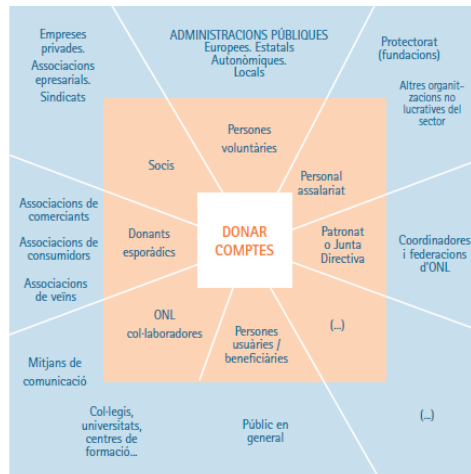 Empreses
privades.
Associacions
epresarials.
Sindicats
ADMINISTRACIONS PÚBLIQUES
Europees. Estatals
Autonòmiques.
Locals
Protectorat
(fundacions)
Altres organit-
zacions no
lucratives del
sector
Socis
Persones
voluntàries
Personal
assalariat
Associacions de
comerciants
Associacions de
consumidors
Associacions
de veïns
Donants
esporàdics
DONAR
COMPTES
Patronat
o Junta
Directiva
Coordinadores
i federacions
d'ONL
ONL
col·laboradores
Persones
usuàries /
beneficiàries
(...)
Mitjans de
comunicació
Col·legis,
universitats,
centres de
formació...
Públic en
general
(...)